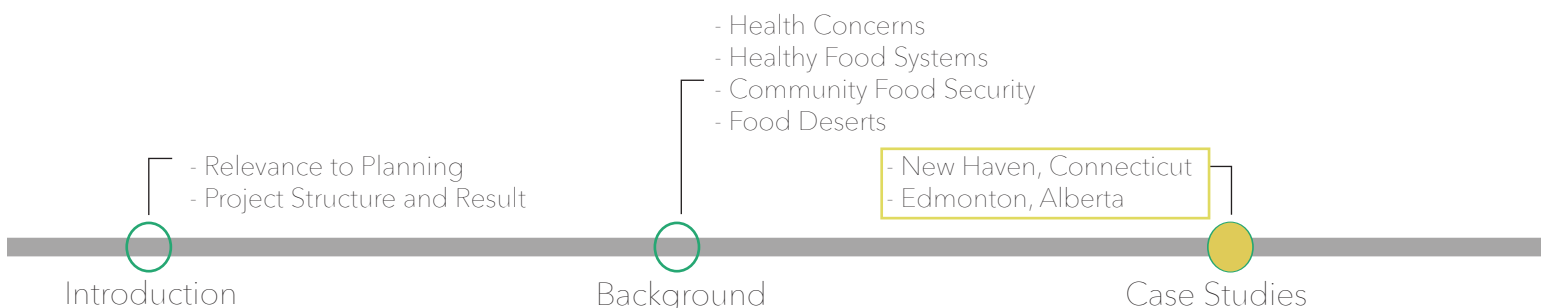 - Health Concerns
- Healthy Food Systems
- Community Food Security
- Food Deserts
- Relevance to Planning
- Project Structure and Result
- New Haven, Connecticut
- Edmonton, Alberta
Introduction
Background
Case Studies